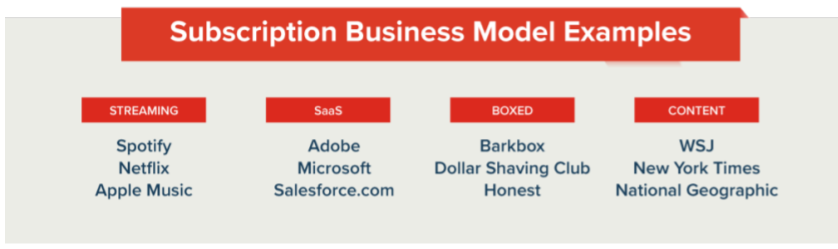 Subscription Business Model Examples
STREAMING
Spotify
Netflix
Apple Music
SaaS
Adobe
Microsoft
Salesforce.com
BOXED
Barkbox
Dollar Shaving Club
Honest
CONTENT
WSJ
New York Times
National Geographic